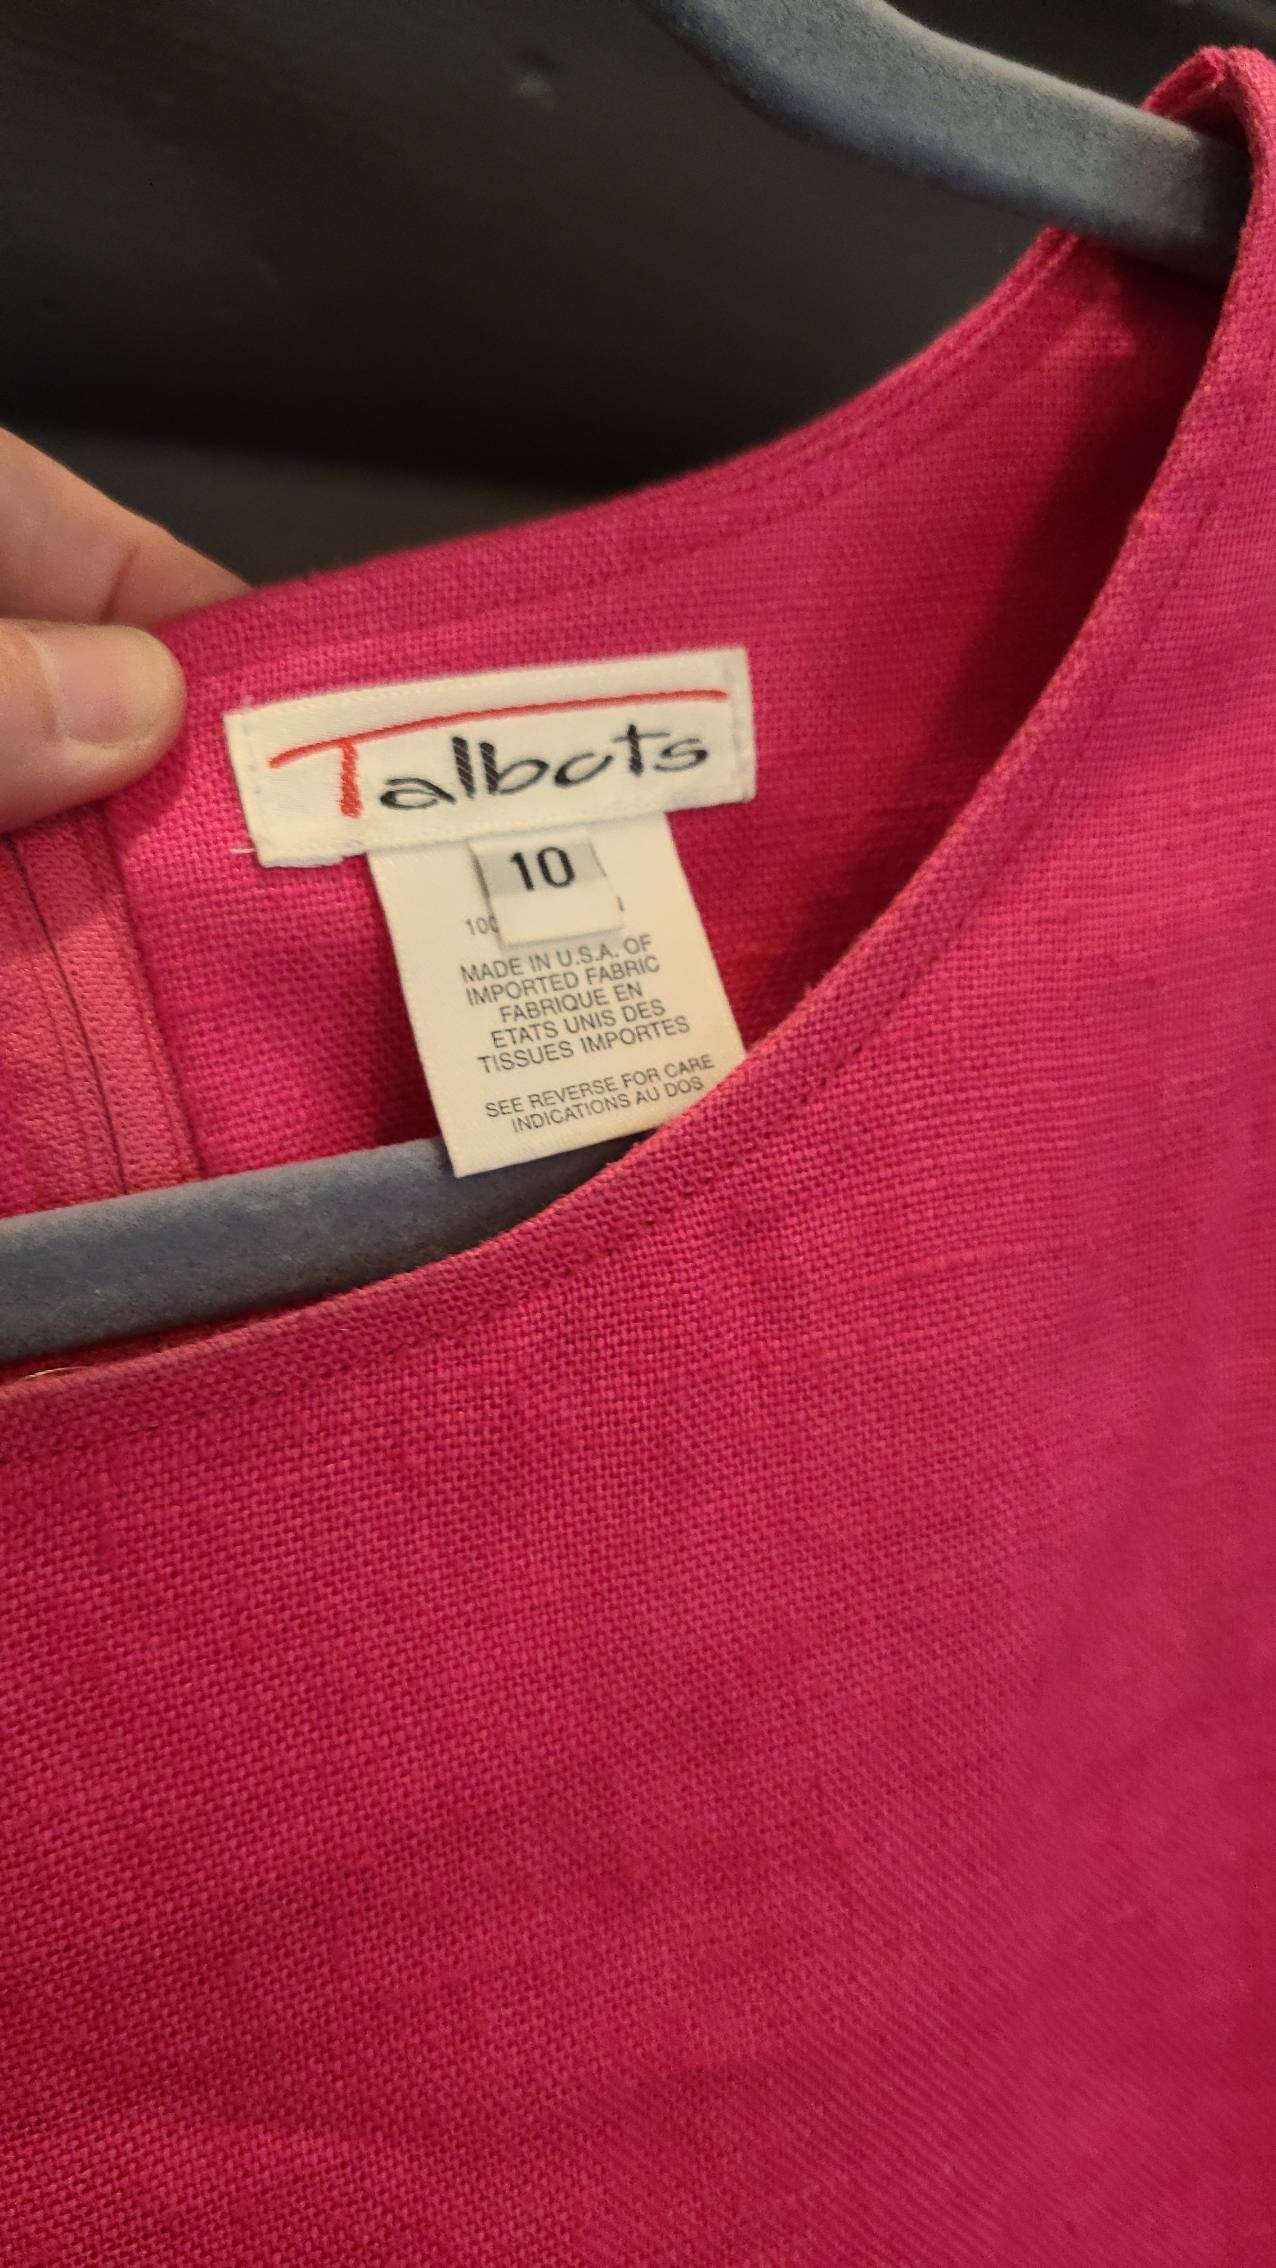 Talbots
10
MADE IN U.S.A. OF
IMPORTED FABRIC
FABRIQUE EN
ETATS UNIS DES
TISSUES IMPORTES
SEE REVERSE FOR CARE
INDICATIONS AU DOS